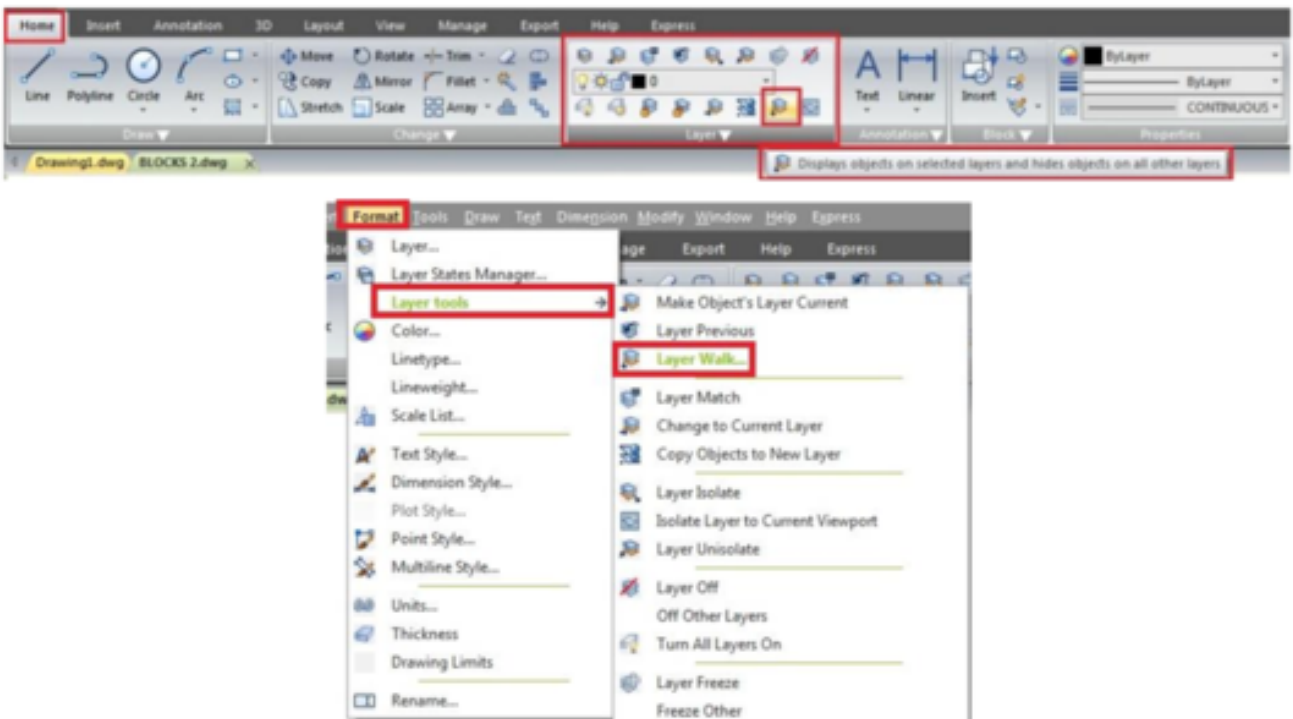 Home Insert Annotation 3D Layout View Manage Export Help Express
Move Rotate Trim
Copy Mirror Fillet 0
Line Polyline Circle Arc Stretch Scale Array Text Linear Insert
ByLayer
ByLayer
CONTINUOUS
Draw Change Layer Annotation Block Properties
Drawing1.dwg BLOCKS 2.dwg
Displays objects on selected layers and hides objects on all other layers
Format Tools Draw Text Dimension Modify Window Help Express
age Export Help Express
Layer...
Layer States Manager...
Layer tools
Color...
Linetype...
Lineweight...
Scale List...
Text Style...
Dimension Style...
Plot Style...
Point Style...
Multiline Style...
Units...
Thickness
Drawing Limits
Rename...
Make Object's Layer Current
Layer Previous
Layer Walk...
Layer Match
Change to Current Layer
Copy Objects to New Layer
Layer Isolate
Isolate Layer to Current Viewport
Layer Unisolate
Layer Off
Off Other Layers
Turn All Layers On
Layer Freeze
Freeze Other